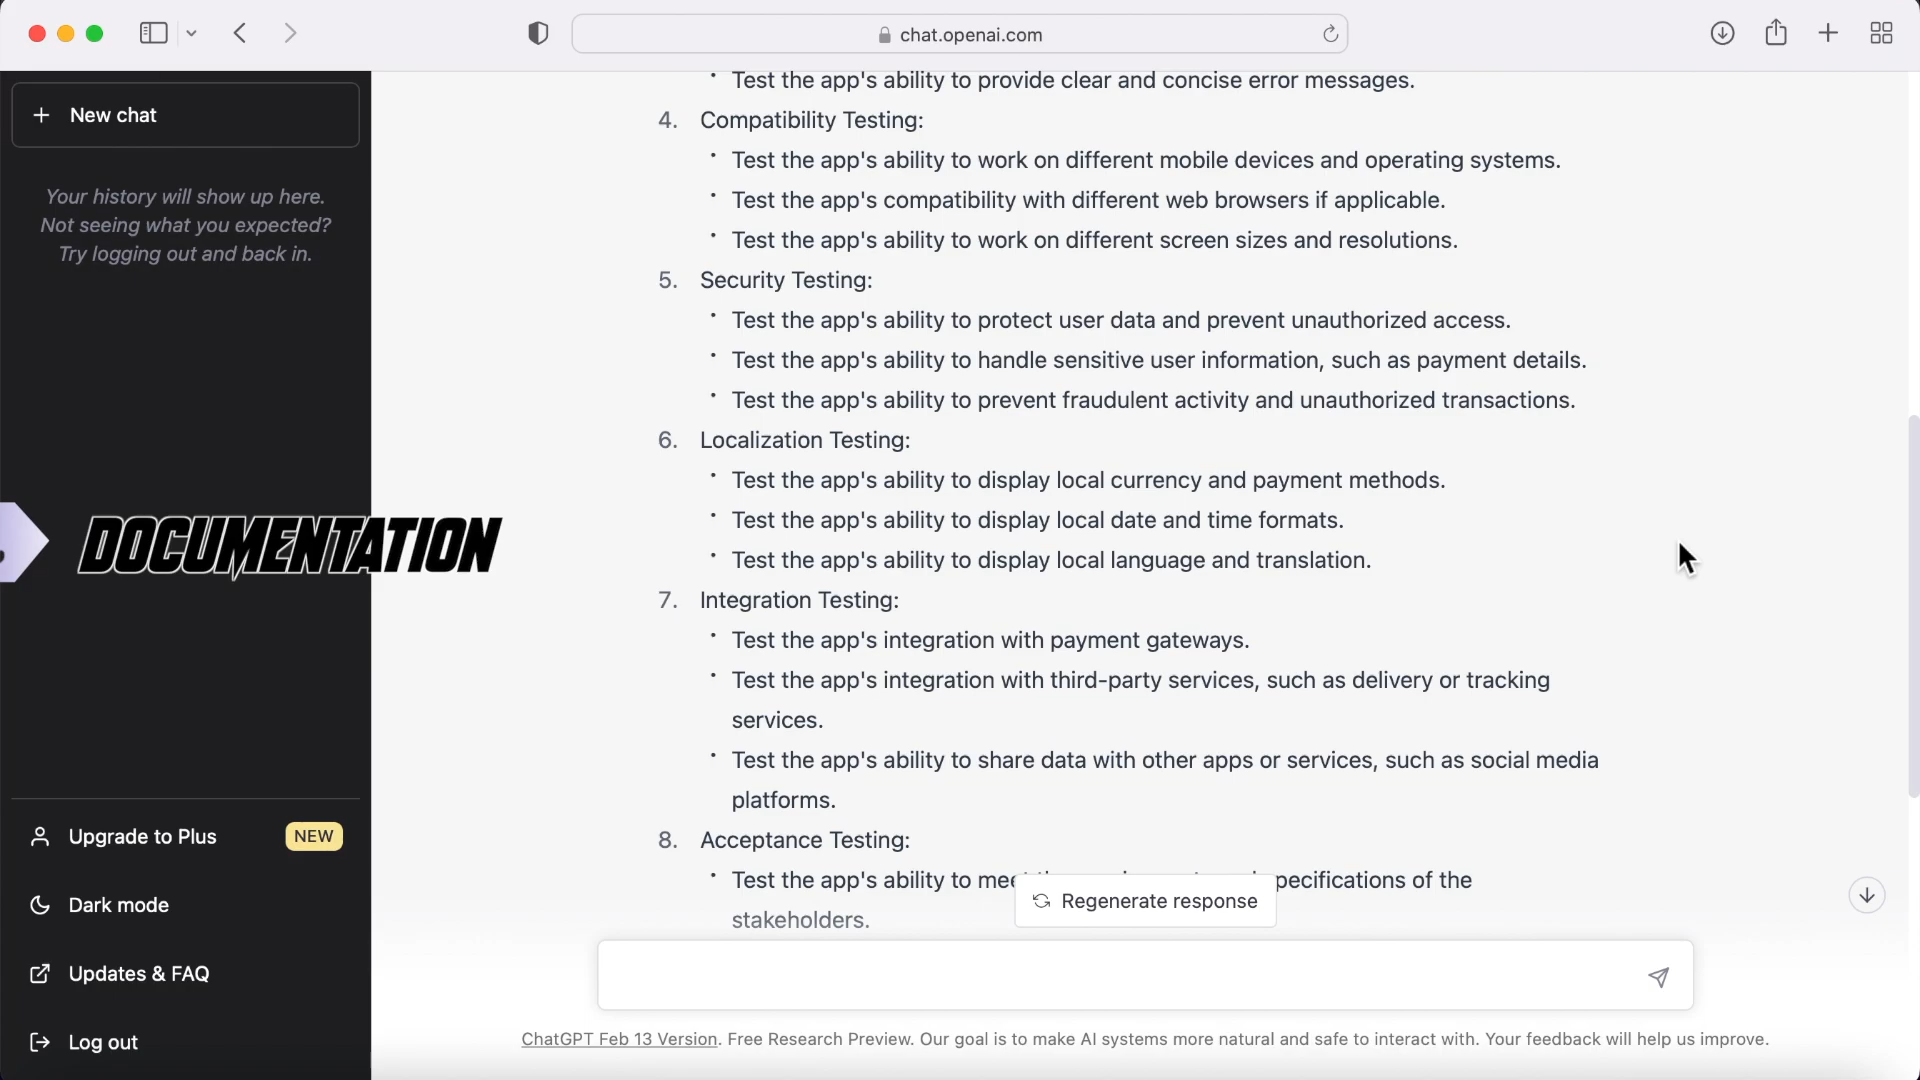 chat.openai.com
New chat
Your history will show up here.
Not seeing what you expected?
Try logging out and back in.
DOCUMENTATION
Upgrade to Plus NEW
Dark mode
Updates & FAQ
Log out
• Test the app's ability to provide clear and concise error messages.
4. Compatibility Testing:
• Test the app's ability to work on different mobile devices and operating systems.
• Test the app's compatibility with different web browsers if applicable.
• Test the app's ability to work on different screen sizes and resolutions.
5. Security Testing:
• Test the app's ability to protect user data and prevent unauthorized access.
• Test the app's ability to handle sensitive user information, such as payment details.
• Test the app's ability to prevent fraudulent activity and unauthorized transactions.
6. Localization Testing:
• Test the app's ability to display local currency and payment methods.
• Test the app's ability to display local date and time formats.
• Test the app's ability to display local language and translation.
7. Integration Testing:
• Test the app's integration with payment gateways.
• Test the app's integration with third-party services, such as delivery or tracking
services.
• Test the app's ability to share data with other apps or services, such as social media
platforms.
8. Acceptance Testing:
• Test the app's ability to of the
stakeholders.
Regenerate response
ChatGPT Feb 13 Version. Free Research Preview. Our goal is to make AI systems more natural and safe to interact with. Your feedback will help us improve.